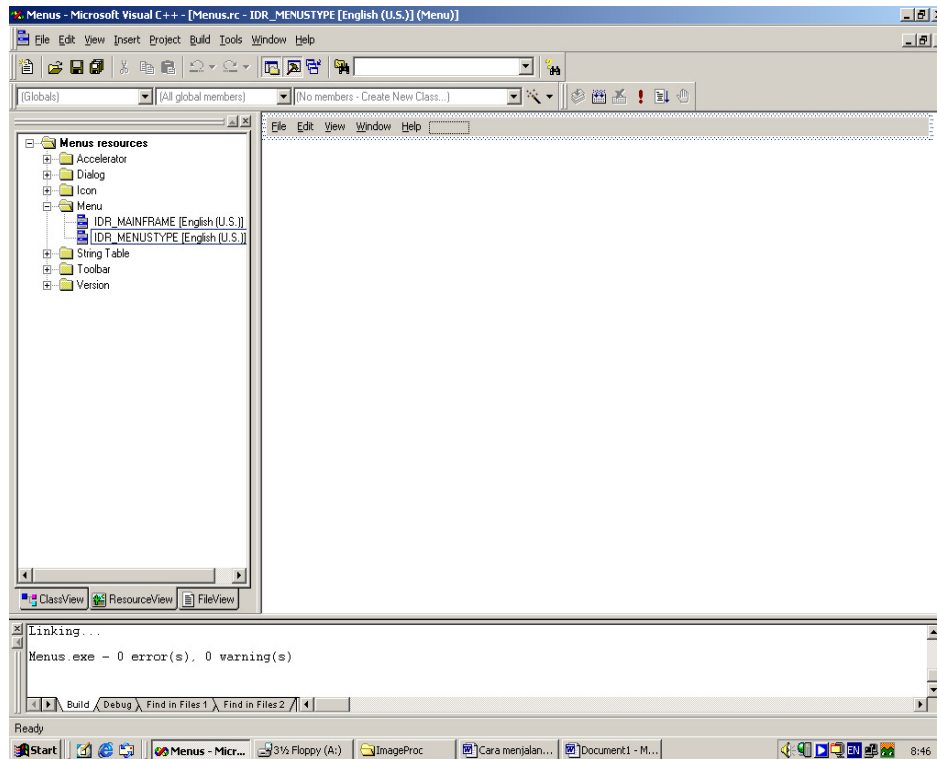 Menus - Microsoft Visual C++ - [Menus.rc - IDR_MENUSTYPE [English (U.S.)] (Menu)]
File Edit View Insert Project Build Tools Window Help
(Globals) (All global members) (No members - Create New Class...)
File Edit View Window Help
Menus resources
Accelerator
Dialog
Icon
Menu
IDR_MAINFRAME [English (U.S.)]
IDR_MENUSTYPE [English (U.S.)]
String Table
Toolbar
Version
ClassView ResourceView FileView
Linking...
Menus.exe - 0 error(s), 0 warning(s)
Build Debug Find in Files 1 Find in Files 2
Ready
Start Menus - Micr... 3½ Floppy (A:) ImageProc Cara menjalan... Document1 - M... EN 8:46